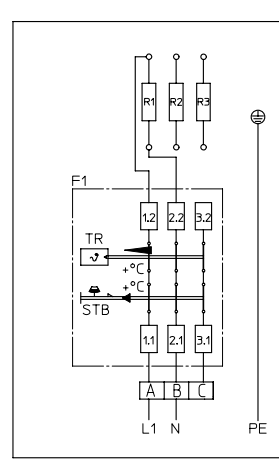 R1 R2 R3
F1
1.2 2.2 3.2
TR
ϑ
+°C
+°C
STB
1.1 2.1 3.1
A B C
L1 N PE